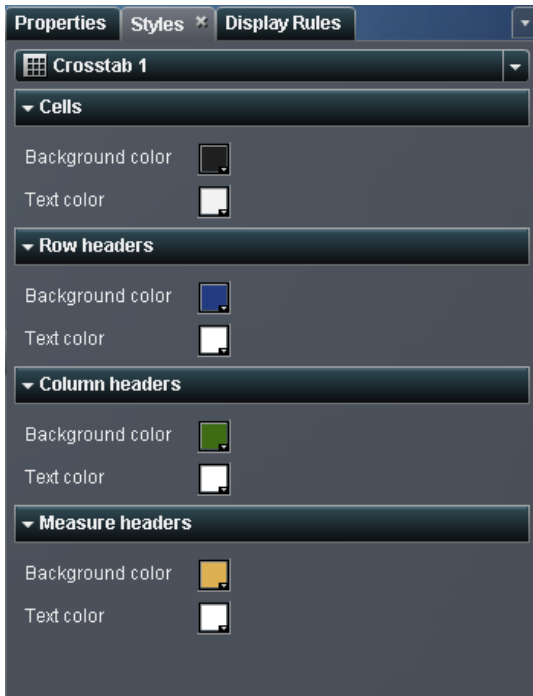 Properties Styles Display Rules
Crosstab 1
Cells
Background color
Text color
Row headers
Background color
Text color
Column headers
Background color
Text color
Measure headers
Background color
Text color